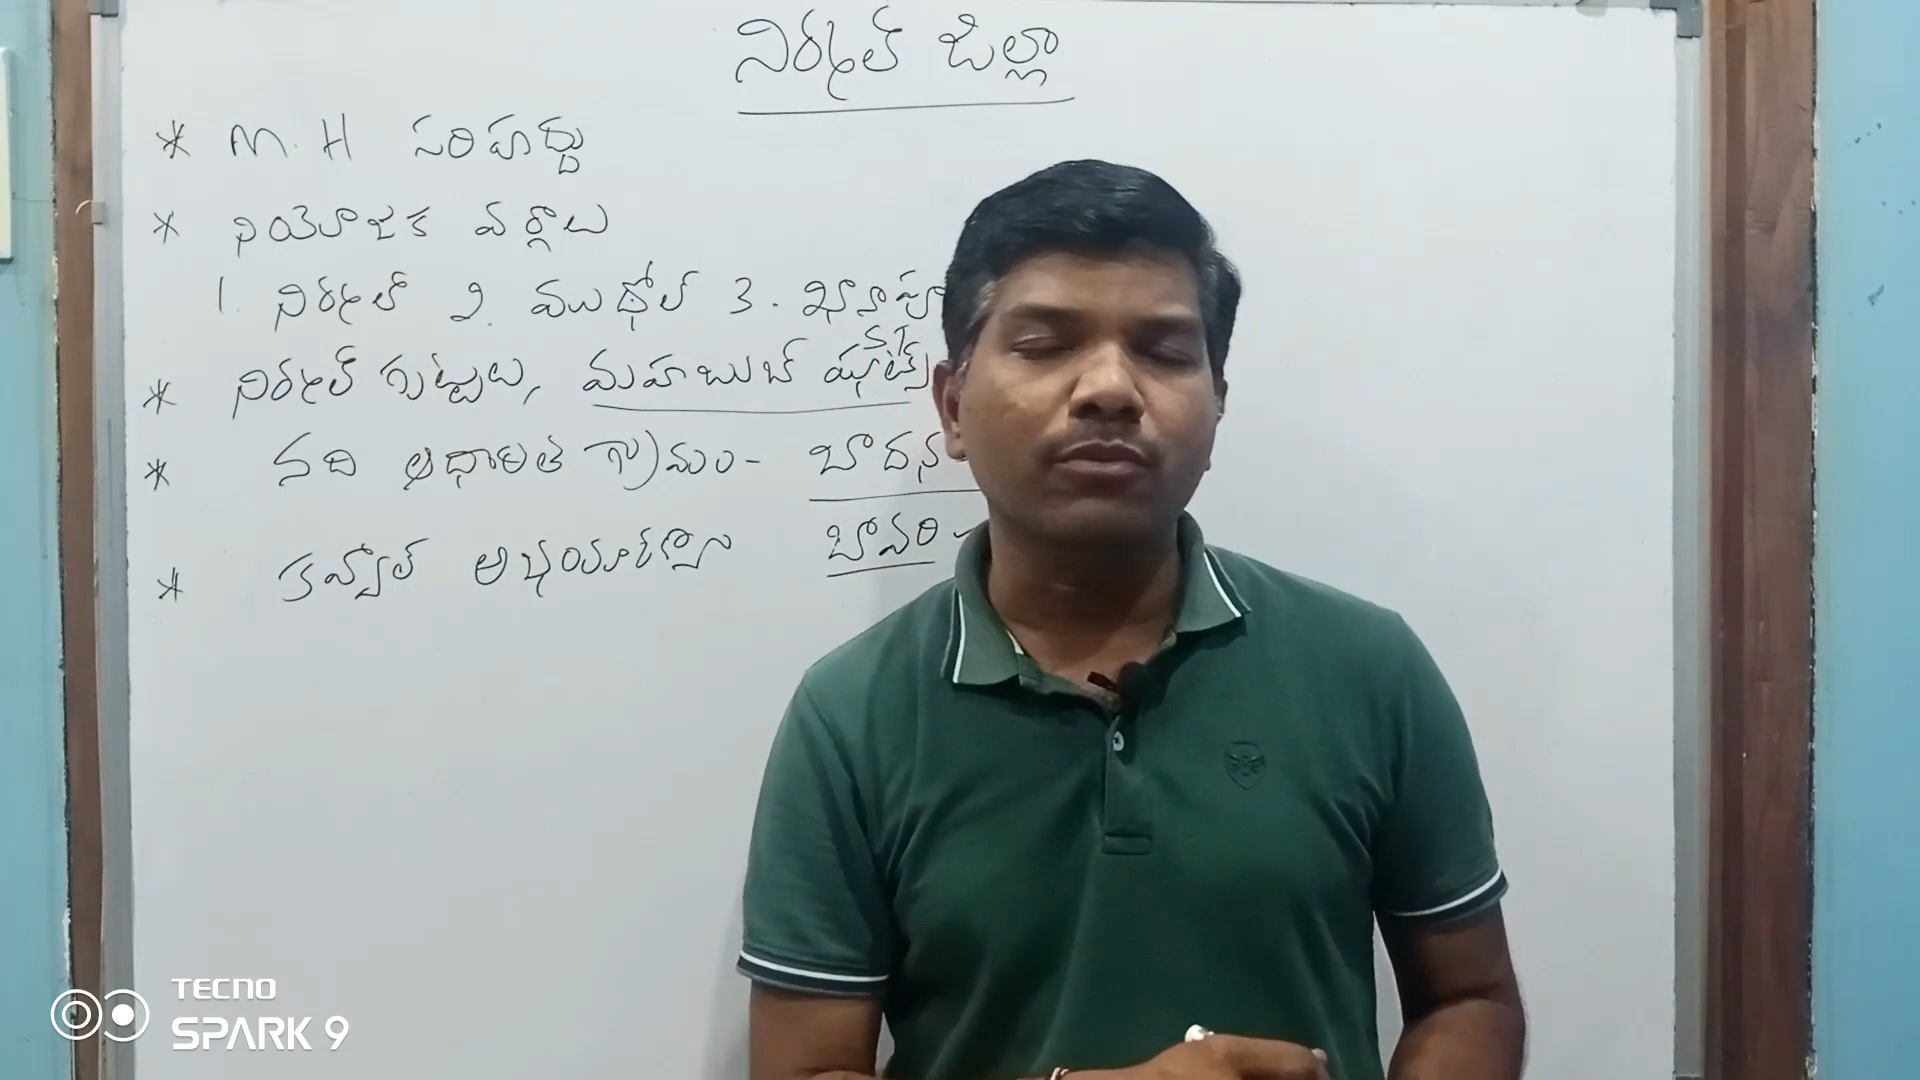 నిర్మల్ జిల్లా
* M.H సరిహద్దు
* నియోజక వర్గాలు
1. నిర్మల్ 2. ముథోల్ 3. ఖానాపూ
* నిర్మల్ గుట్టలు, మహబుబ్ ఘాట్స్
* నది ఆధారిత గ్రామం - బాదన
* కవ్వాల్ అభయారణ్యం బావరి -
TECNO
SPARK 9